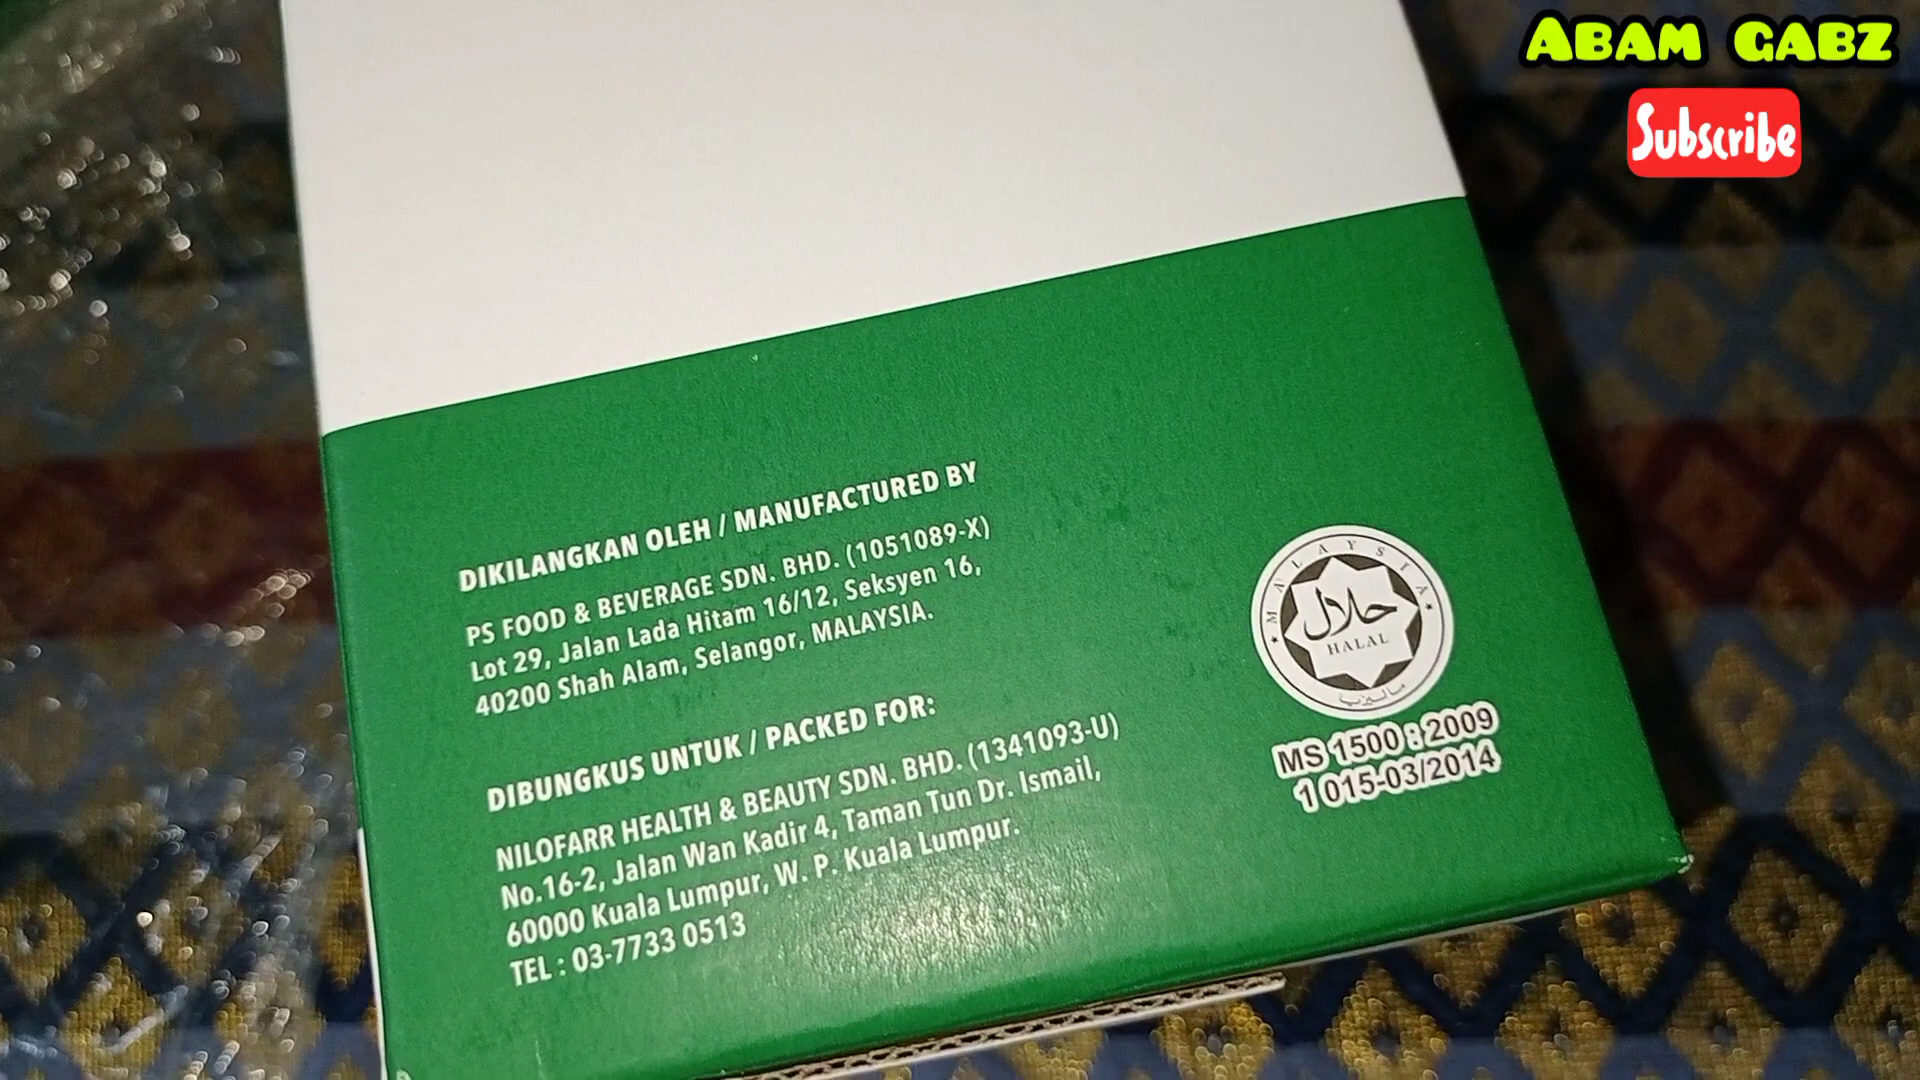 ABAM GABZ
Subscribe
DIKILANGKAN OLEH / MANUFACTURED BY
PS FOOD & BEVERAGE SDN. BHD. (1051089-X)
Lot 29, Jalan Lada Hitam 16/12, Seksyen 16,
40200 Shah Alam, Selangor, MALAYSIA.
DIBUNGKUS UNTUK / PACKED FOR:
NILOFARR HEALTH & BEAUTY SDN. BHD. (1341093-U)
No.16-2, Jalan Wan Kadir 4, Taman Tun Dr. Ismail,
60000 Kuala Lumpur, W. P. Kuala Lumpur.
TEL : 03-7733 0513
MALAYSIA
حلال
HALAL
مليسيا
MS 1500 : 2009
1 015-03/2014